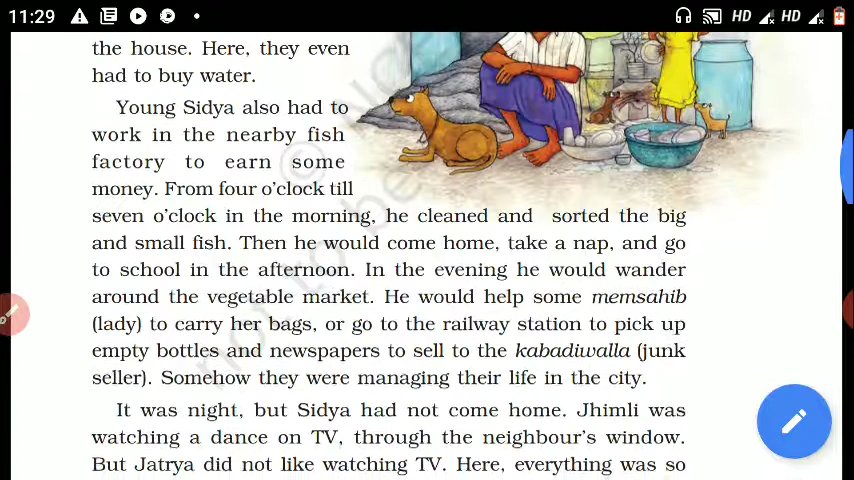 11:29
HD HD
the house. Here, they even
had to buy water.
Young Sidya also had to
work in the nearby fish
factory to earn some
money. From four o'clock till
seven o'clock in the morning, he cleaned and sorted the big
and small fish. Then he would come home, take a nap, and go
to school in the afternoon. In the evening he would wander
around the vegetable market. He would help some memsahib
(lady) to carry her bags, or go to the railway station to pick up
empty bottles and newspapers to sell to the kabadiwalla (junk
seller). Somehow they were managing their life in the city.
It was night, but Sidya had not come home. Jhimli was
watching a dance on TV, through the neighbour's window.
But Jatrya did not like watching TV. Here, everything was so
not to be